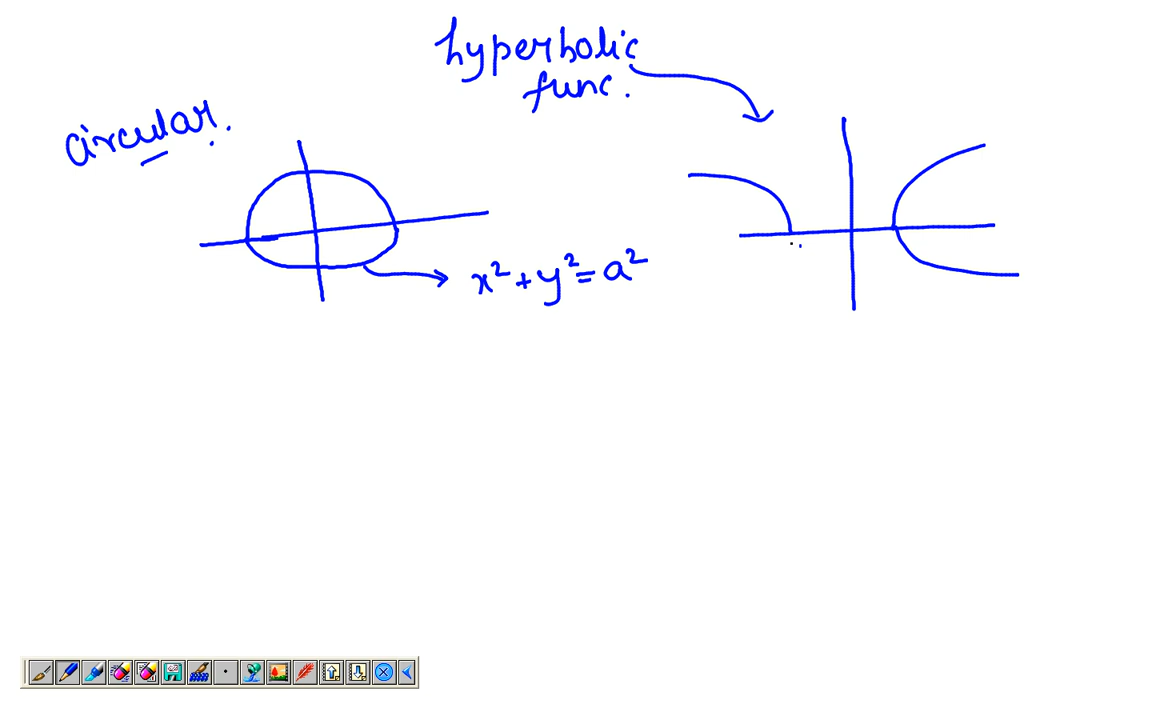 hyperbolic
func.
circular.
x²+y²=a²